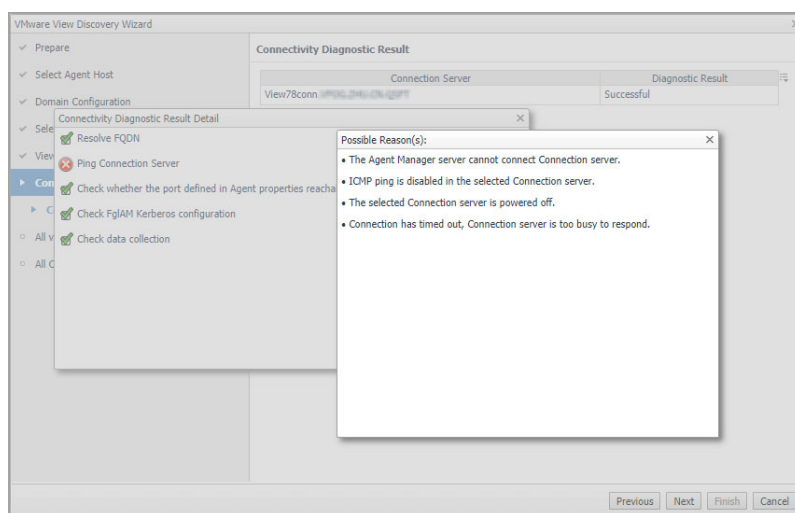 VMware View Discovery Wizard
Prepare
Select Agent Host
Domain Configuration
View
All v
All C
Connectivity Diagnostic Result
Connection Server
Diagnostic Result
View78conn
Successful
Connectivity Diagnostic Result Detail
Resolve FQDN
Ping Connection Server
Check whether the port defined in Agent properties reacha
Check FglAM Kerberos configuration
Check data collection
Possible Reason(s):
• The Agent Manager server cannot connect Connection server.
• ICMP ping is disabled in the selected Connection server.
• The selected Connection server is powered off.
• Connection has timed out, Connection server is too busy to respond.
Previous
Next
Finish
Cancel